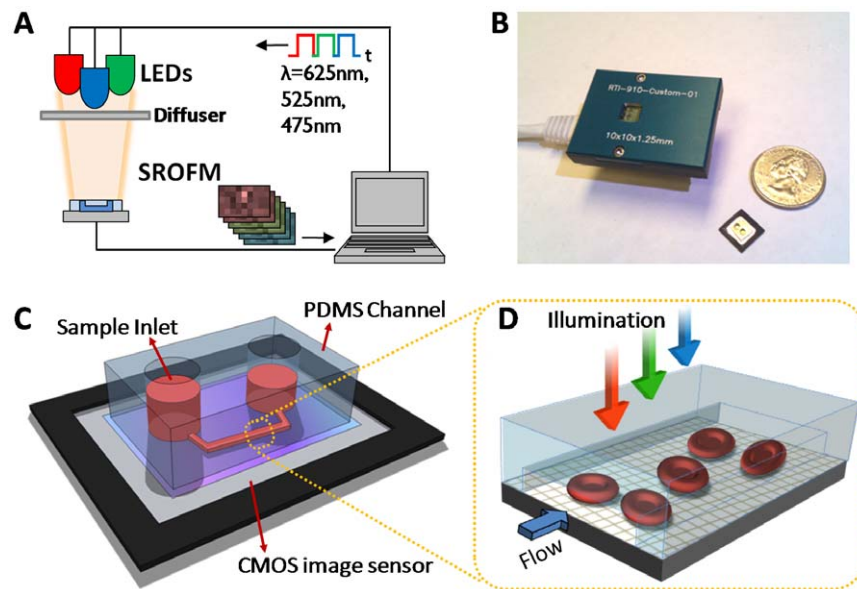 A
LEDs
Diffuser
SROFM
t
λ=625nm,
525nm,
475nm
B
RTI-910-Custom-01
10x10x1.25mm
C
Sample Inlet
PDMS Channel
CMOS image sensor
D
Illumination
Flow